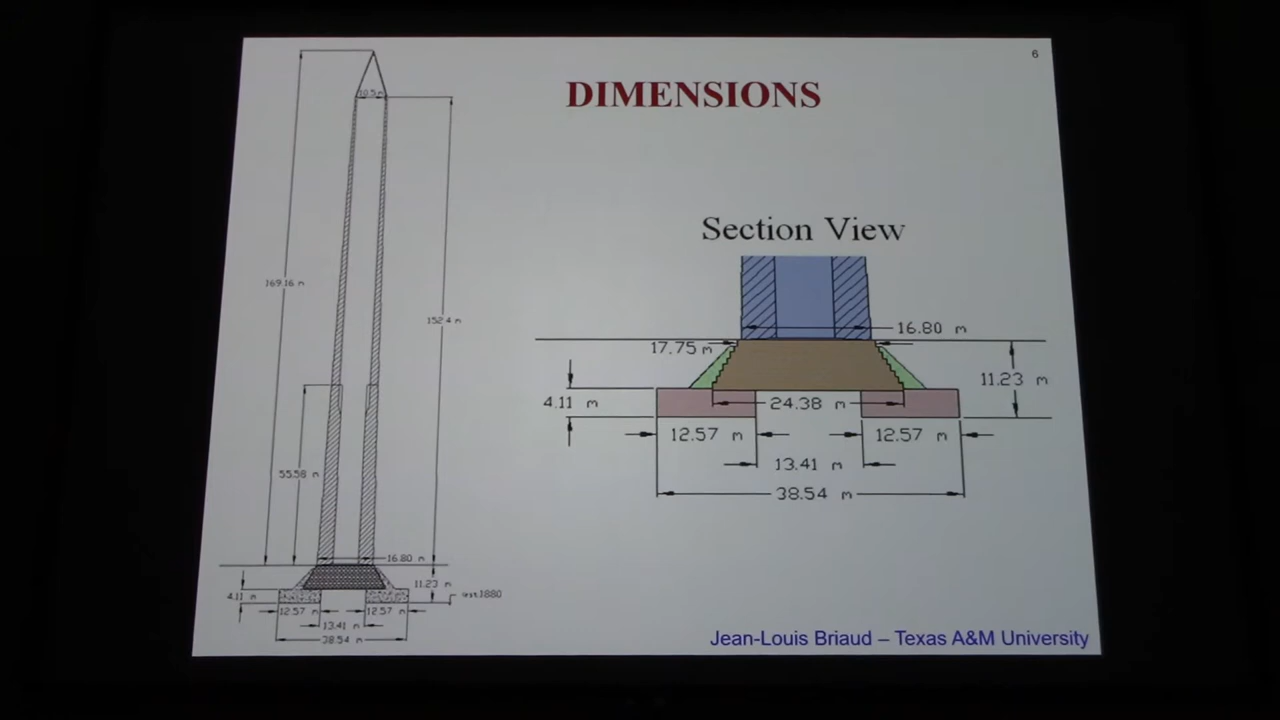 6
DIMENSIONS
10.5 m
169.16 m
152.4 m
55.58 m
16.80 m
11.23 m
4.11 m
12.57 m
12.57 m
13.41 m
38.54 m
Section View
16.80 m
17.75 m
11.23 m
4.11 m
24.38 m
12.57 m
12.57 m
13.41 m
38.54 m
Jean-Louis Briaud – Texas A&M University